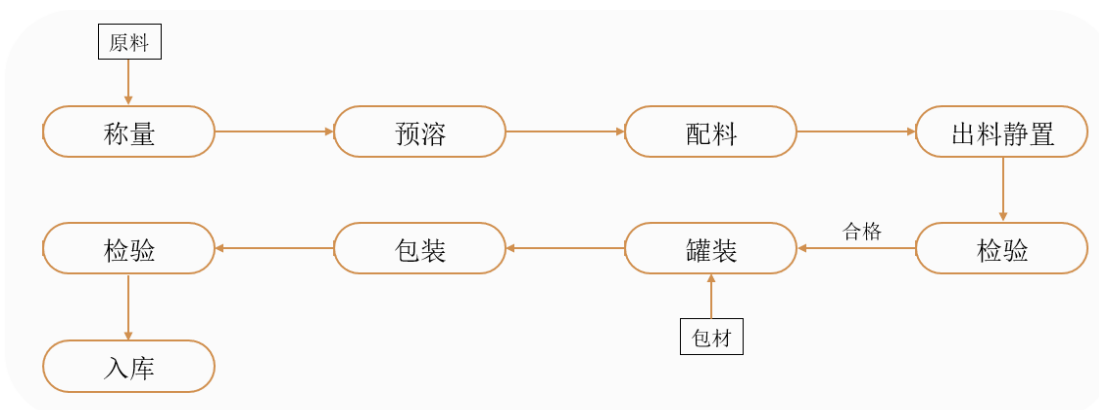 原料
称量
预溶
配料
出料静置
检验
包装
罐装
合格
检验
包材
入库